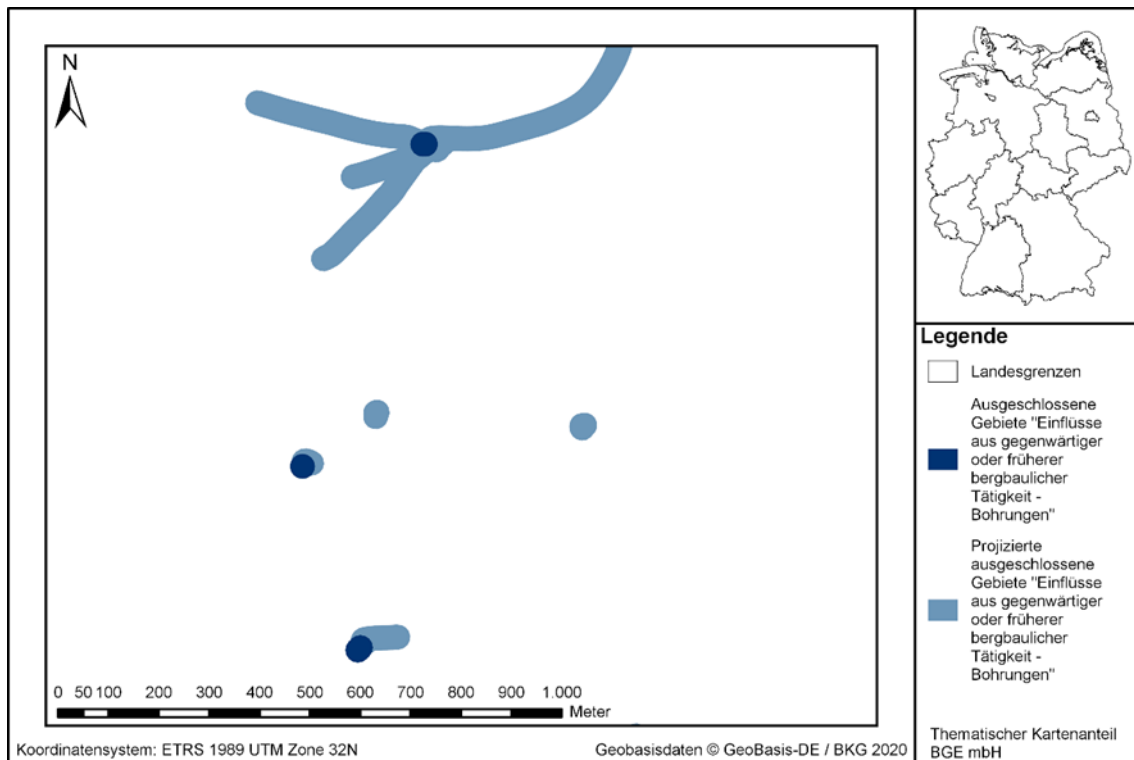 N
0 50 100 200 300 400 500 600 700 800 900 1.000
Meter
Koordinatensystem: ETRS 1989 UTM Zone 32N
Geobasisdaten © GeoBasis-DE / BKG 2020
Legende
Landesgrenzen
Ausgeschlossene
Gebiete "Einflüsse
aus gegenwärtiger
oder früherer
bergbaulicher
Tätigkeit -
Bohrungen"
Projizierte
ausgeschlossene
Gebiete "Einflüsse
aus gegenwärtiger
oder früherer
bergbaulicher
Tätigkeit -
Bohrungen"
Thematischer Kartenanteil
BGE mbH